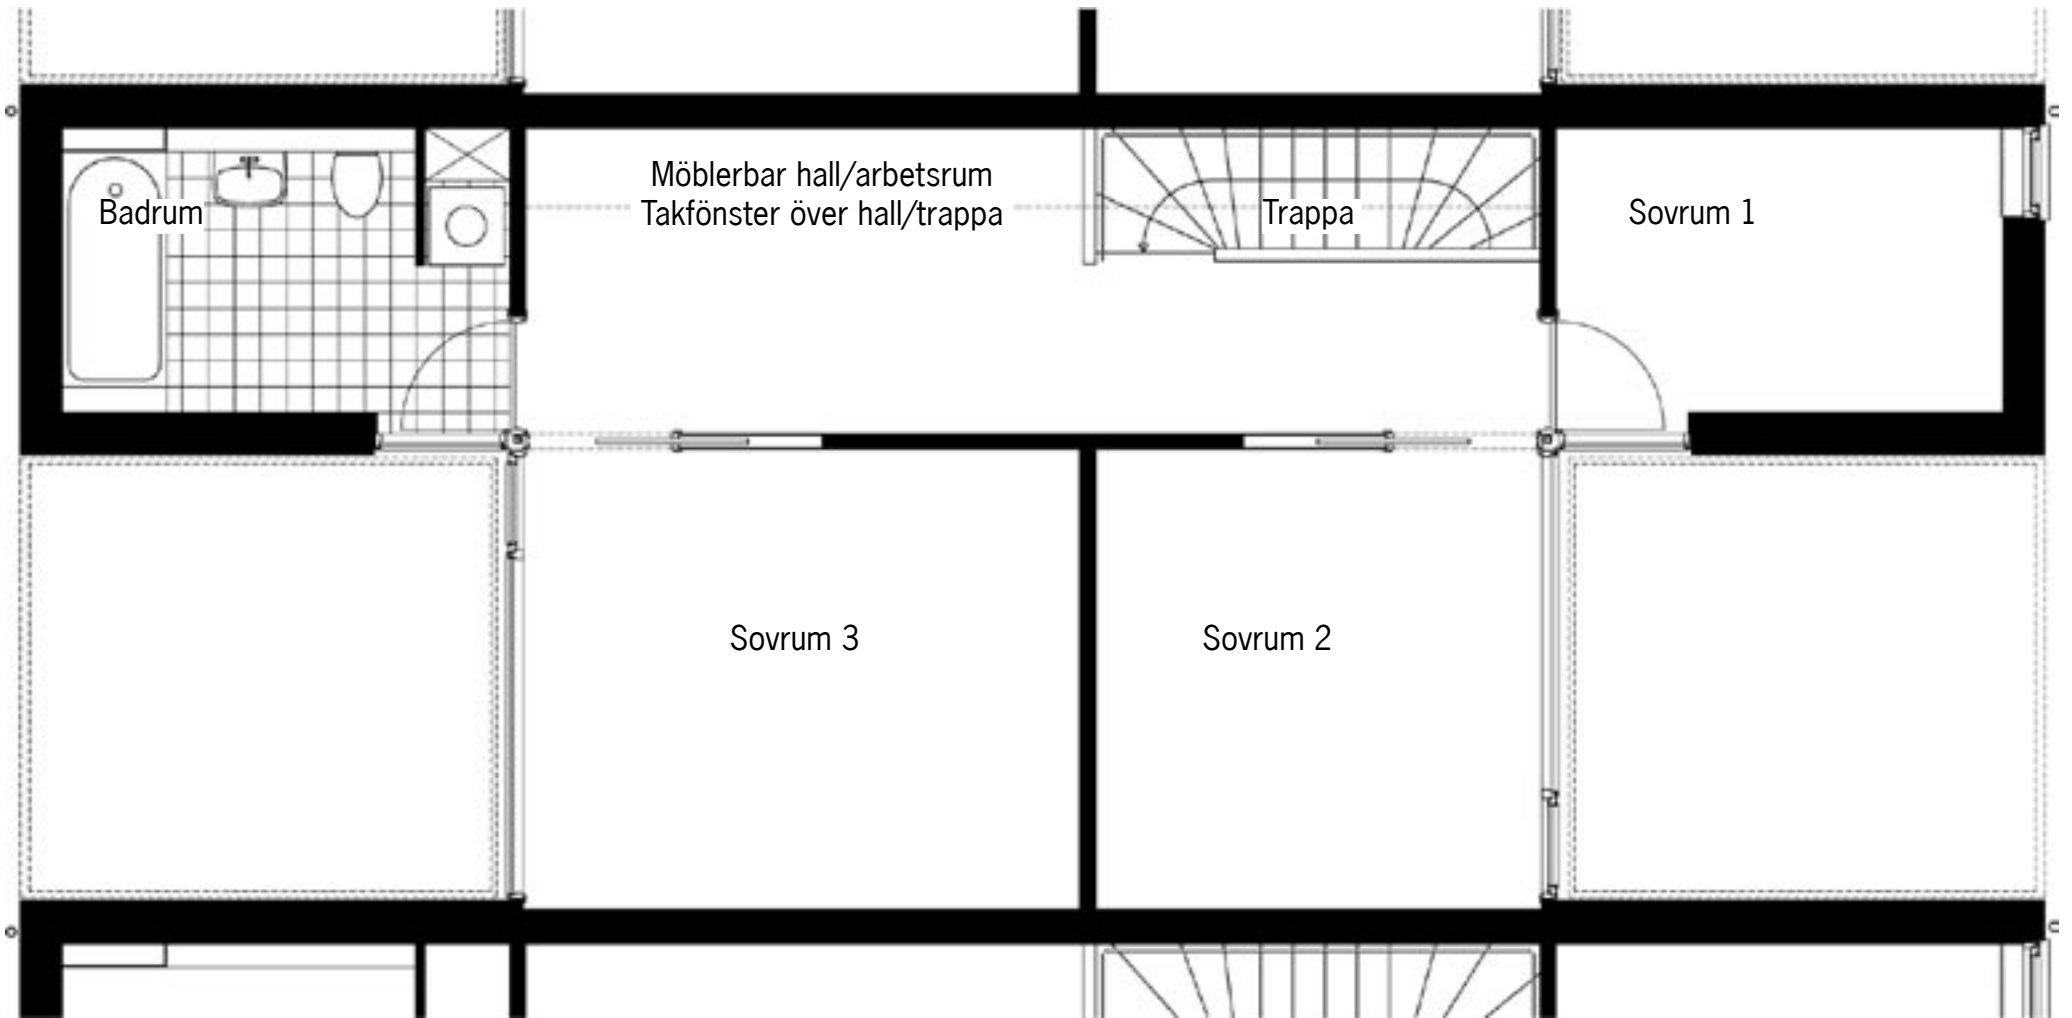 Möblerbar hall/arbetsrum
Takfönster över hall/trappa
Badrum
Trappa
Sovrum 1
Sovrum 3
Sovrum 2